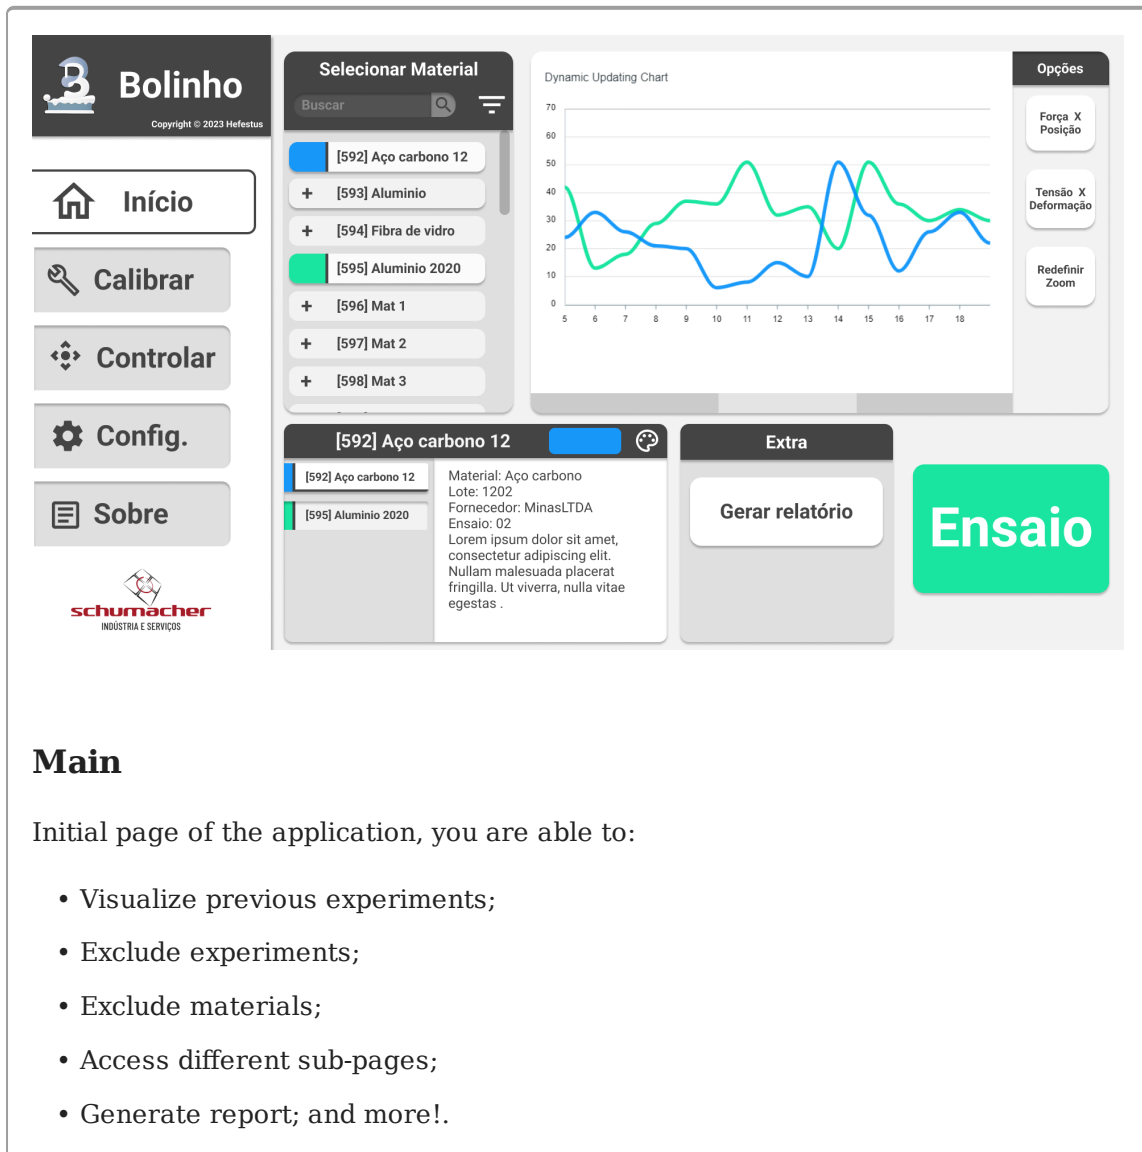 Bolinho
Copyright © 2023 Hefestus
Início
Calibrar
Controlar
Config.
Sobre
schumacher
INDÚSTRIA E SERVIÇOS
Selecionar Material
Buscar
[592] Aço carbono 12
+ [593] Aluminio
+ [594] Fibra de vidro
[595] Aluminio 2020
+ [596] Mat 1
+ [597] Mat 2
+ [598] Mat 3
Dynamic Updating Chart
70
60
50
40
30
20
10
0
5 6 7 8 9 10 11 12 13 14 15 16 17 18
Opções
Força X
Posição
Tensão X
Deformação
Redefinir
Zoom
[592] Aço carbono 12
[592] Aço carbono 12
[595] Aluminio 2020
Material: Aço carbono
Lote: 1202
Fornecedor: MinasLTDA
Ensaio: 02
Lorem ipsum dolor sit amet,
consectetur adipiscing elit.
Nullam malesuada placerat
fringilla. Ut viverra, nulla vitae
egestas .
Extra
Gerar relatório
Ensaio
Main
Initial page of the application, you are able to:
• Visualize previous experiments;
• Exclude experiments;
• Exclude materials;
• Access different sub-pages;
• Generate report; and more!.